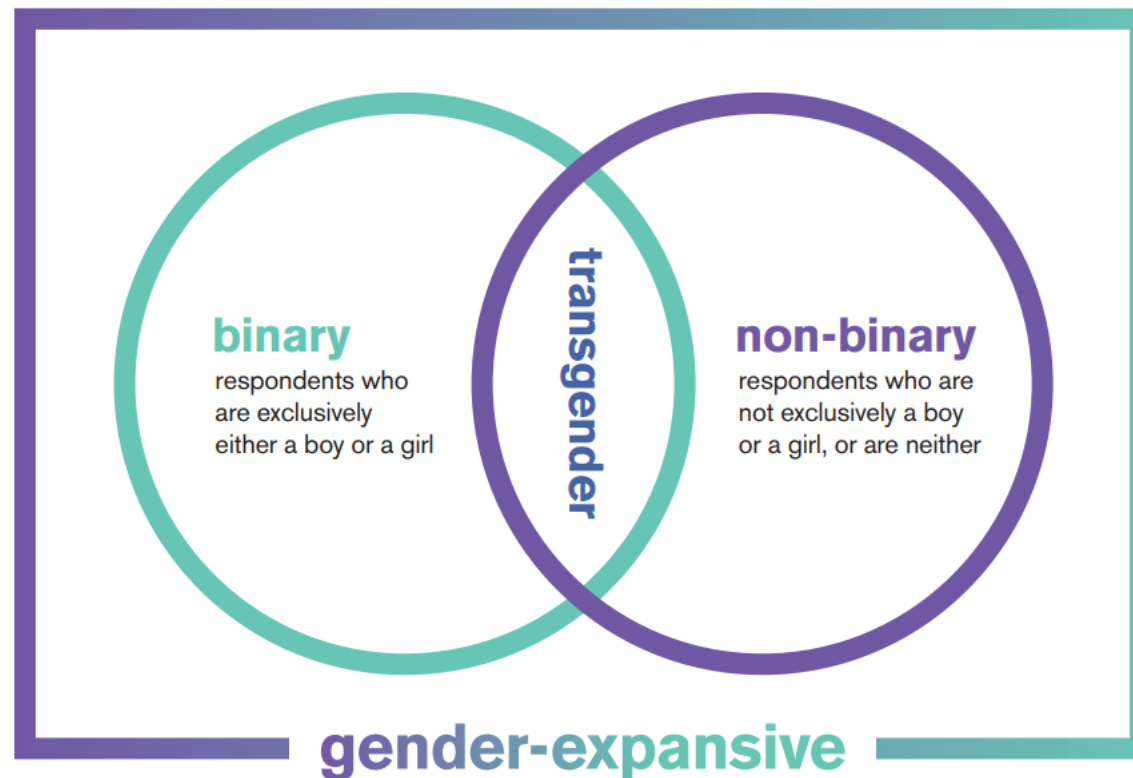 binary
respondents who
are exclusively
either a boy or a girl
transgender
non-binary
respondents who are
not exclusively a boy
or a girl, or are neither
gender-expansive